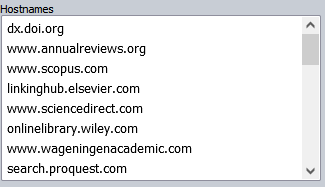 Hostnames
dx.doi.org
www.annualreviews.org
www.scopus.com
linkinghub.elsevier.com
www.sciencedirect.com
onlinelibrary.wiley.com
www.wageningenacademic.com
search.proquest.com